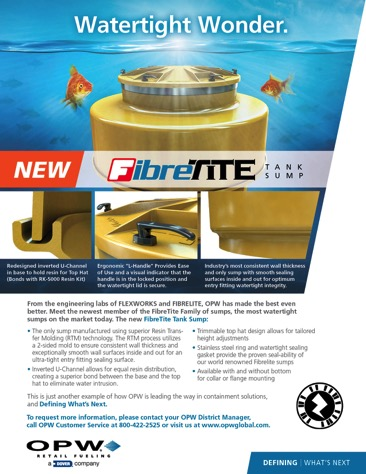 Watertight Wonder.
NEW
FibreTITE
TANK
SUMP
Redesigned inverted U-Channel
in base to hold resin for Top Hat
(Bonds with RK-5000 Resin Kit)
Ergonomic "L-Handle" Provides Ease
of Use and a visual indicator that the
handle is in the locked position and
the watertight lid is secure.
Industry's most consistent wall thickness
and only sump with smooth sealing
surfaces inside and out for optimum
entry fitting watertight integrity.
From the engineering labs of FLEXWORKS and FIBRELITE, OPW has made the best even
better. Meet the newest member of the FibreTite Family of sumps, the most watertight
sumps on the market today. The new FibreTite Tank Sump:
• The only sump manufactured using superior Resin Trans-
fer Molding (RTM) technology. The RTM process utilizes
a 2-sided mold to ensure consistent wall thickness and
exceptionally smooth wall surfaces inside and out for an
ultra-tight entry fitting sealing surface.
• Inverted U-Channel allows for equal resin distribution,
creating a superior bond between the base and the top
hat to eliminate water intrusion.
• Trimmable top hat design allows for tailored
height adjustments
• Stainless steel ring and watertight sealing
gasket provide the proven seal-ability of
our world renowned Fibrelite sumps
• Available with and without bottom
for collar or flange mounting
This is just another example of how OPW is leading the way in containment solutions,
and Defining What's Next.
To request more information, please contact your OPW District Manager,
call OPW Customer Service at 800-422-2525 or visit us at www.opwglobal.com.
OPW
RETAIL FUELING
a DOVER company
DEFINING | WHAT'S NEXT